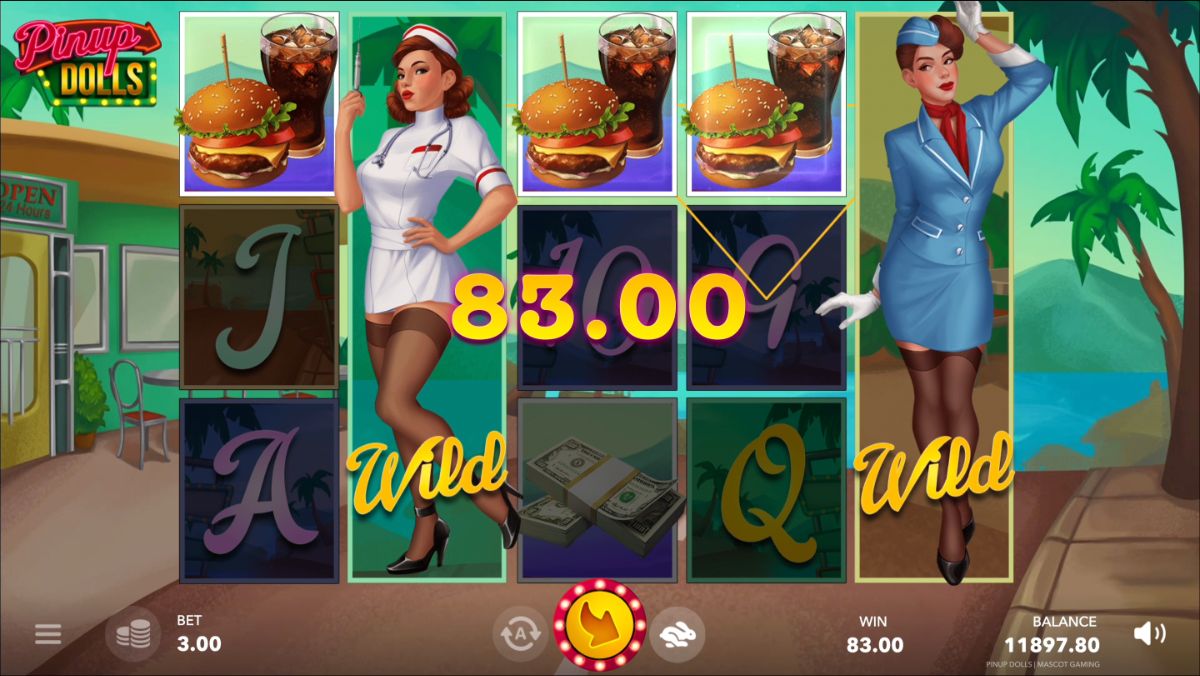 Pinup
DOLLS
OPEN
24 Hours
J
10
9
83.00
A
Wild
Q
Wild
BET
3.00
A
WIN
83.00
BALANCE
11897.80
PINUP DOLLS | MASCOT GAMING